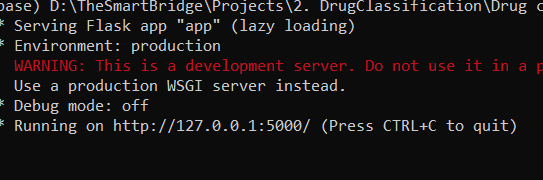 base) D:\TheSmartBridge\Projects\2. DrugClassification\Drug c
* Serving Flask app "app" (lazy loading)
* Environment: production
WARNING: This is a development server. Do not use it in a p
Use a production WSGI server instead.
* Debug mode: off
* Running on http://127.0.0.1:5000/ (Press CTRL+C to quit)